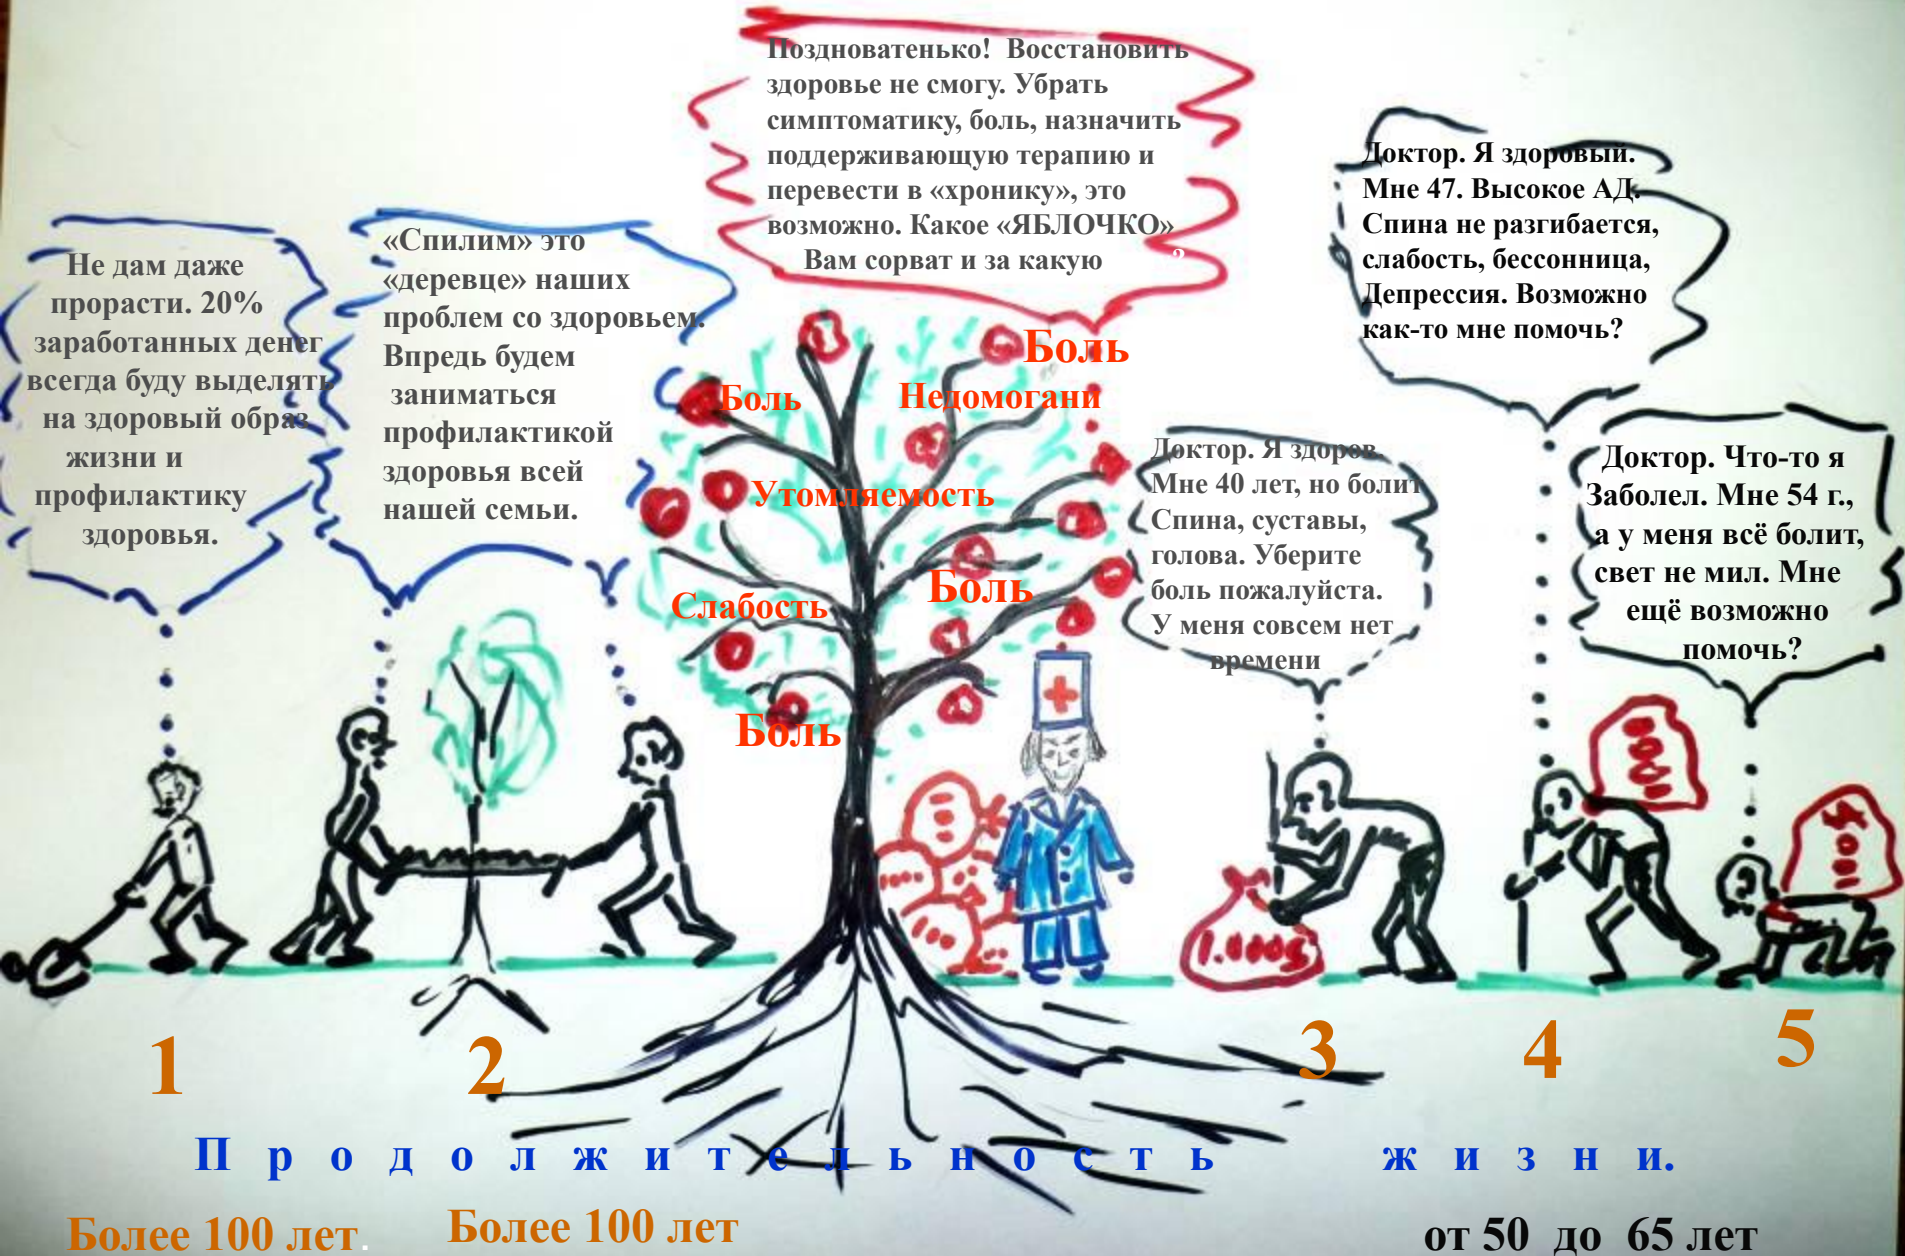 Поздноватенько! Восстановить
здоровье не смогу. Убрать
симптоматику, боль, назначить
поддерживающую терапию и
перевести в «хронику», это
возможно. Какое «ЯБЛОЧКО»
Вам сорват и за какую ?
Не дам даже
прорасти. 20%
заработанных денег
всегда буду выделять
на здоровый образ
жизни и
профилактику
здоровья.
«Спилим» это
«деревце» наших
проблем со здоровьем.
Впредь будем
заниматься
профилактикой
здоровья всей
нашей семьи.
Доктор. Я здоровый.
Мне 47. Высокое АД.
Спина не разгибается,
слабость, бессонница,
Депрессия. Возможно
как-то мне помочь?
Доктор. Я здоров.
Мне 40 лет, но болит
Спина, суставы,
голова. Уберите
боль пожалуйста.
У меня совсем нет
времени
Доктор. Что-то я
Заболел. Мне 54 г.,
а у меня всё болит,
свет не мил. Мне
ещё возможно
помочь?
Боль
Боль
Недомогани
Утомляемость
Боль
Слабость
Боль
1
2
3
4
5
Продолжительность жизни.
Более 100 лет.
Более 100 лет
от 50 до 65 лет